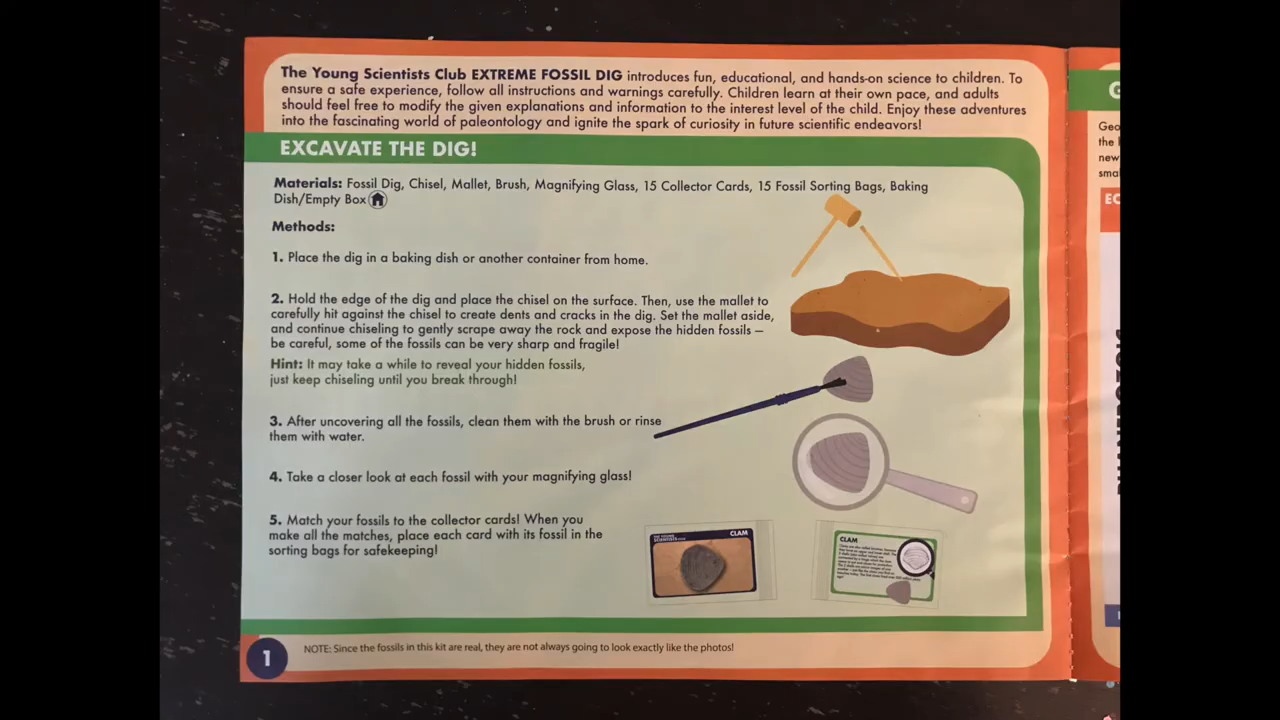 The Young Scientists Club EXTREME FOSSIL DIG introduces fun, educational, and hands-on science to children. To
ensure a safe experience, follow all instructions and warnings carefully. Children learn at their own pace, and adults
should feel free to modify the given explanations and information to the interest level of the child. Enjoy these adventures
into the fascinating world of paleontology and ignite the spark of curiosity in future scientific endeavors!
EXCAVATE THE DIG!
Materials: Fossil Dig, Chisel, Mallet, Brush, Magnifying Glass, 15 Collector Cards, 15 Fossil Sorting Bags, Baking
Dish/Empty Box
Methods:
1. Place the dig in a baking dish or another container from home.
2. Hold the edge of the dig and place the chisel on the surface. Then, use the mallet to
carefully hit against the chisel to create dents and cracks in the dig. Set the mallet aside,
and continue chiseling to gently scrape away the rock and expose the hidden fossils –
be careful, some of the fossils can be very sharp and fragile!
Hint: It may take a while to reveal your hidden fossils,
just keep chiseling until you break through!
3. After uncovering all the fossils, clean them with the brush or rinse
them with water.
4. Take a closer look at each fossil with your magnifying glass!
5. Match your fossils to the collector cards! When you
make all the matches, place each card with its fossil in the
sorting bags for safekeeping!
THE YOUNG
SCIENTISTS CLUB
CLAM
CLAM
1
NOTE: Since the fossils in this kit are real, they are not always going to look exactly like the photos!
G
Geo
the
new
sma
EC